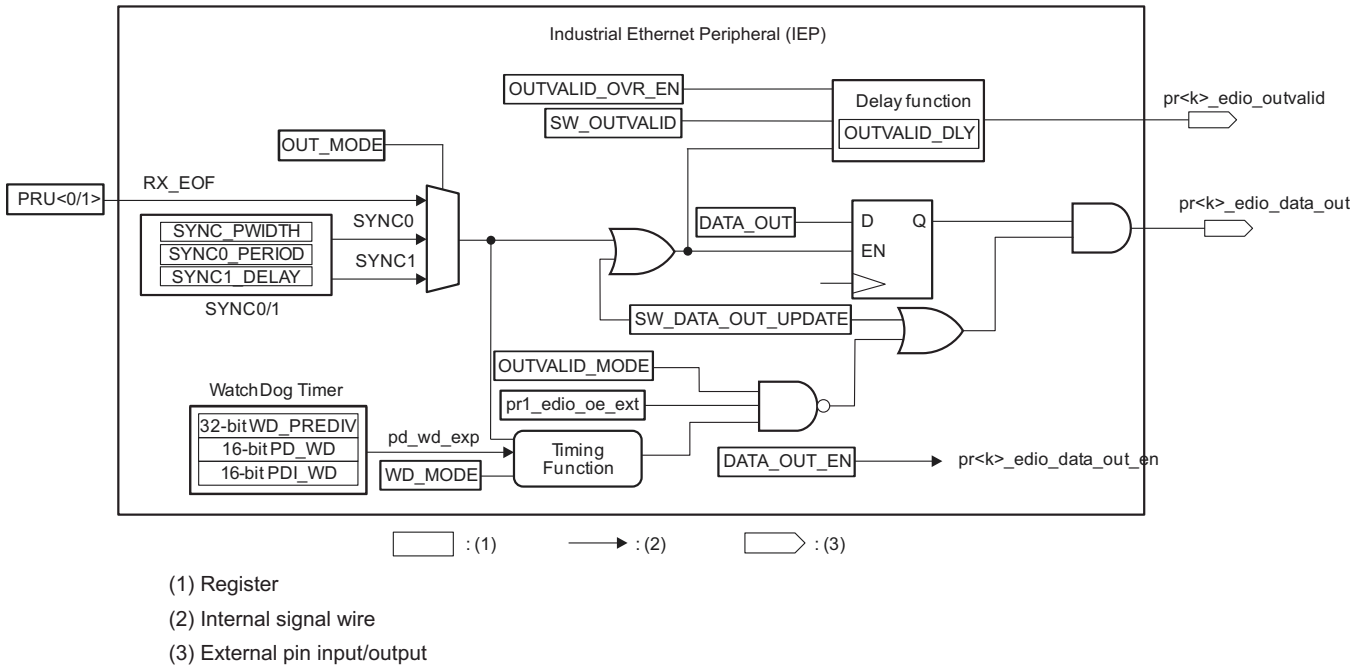 Industrial Ethernet Peripheral (IEP)
OUTVALID_OVR_EN
SW_OUTVALID
Delay function
OUTVALID_DLY
pr<k>_edio_outvalid
OUT_MODE
PRU<0/1>
RX_EOF
SYNC_PWIDTH
SYNC0_PERIOD
SYNC1_DELAY
SYNC0
SYNC1
SYNC0/1
DATA_OUT
D
Q
EN
pr<k>_edio_data_out
SW_DATA_OUT_UPDATE
OUTVALID_MODE
pr1_edio_oe_ext
WatchDog Timer
32-bit WD_PREDIV
16-bit PD_WD
16-bit PDI_WD
pd_wd_exp
WD_MODE
Timing
Function
DATA_OUT_EN
pr<k>_edio_data_out_en
: (1)
: (2)
: (3)
(1) Register
(2) Internal signal wire
(3) External pin input/output